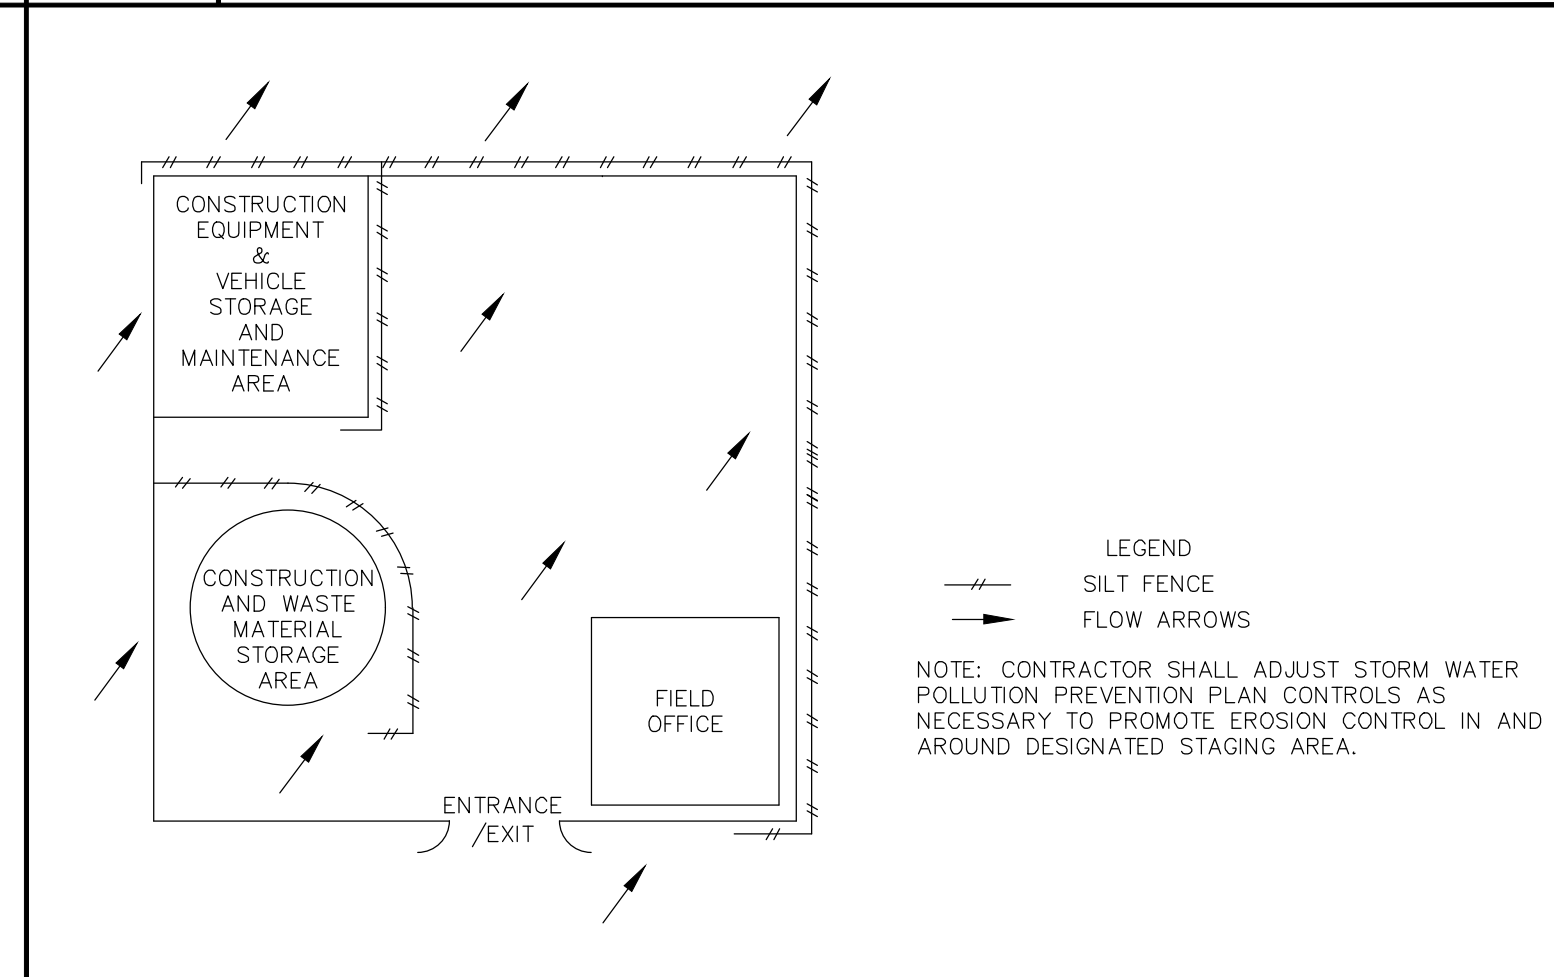 CONSTRUCTION
EQUIPMENT
&
VEHICLE
STORAGE
AND
MAINTENANCE
AREA
CONSTRUCTION
AND WASTE
MATERIAL
STORAGE
AREA
FIELD
OFFICE
ENTRANCE
/EXIT
LEGEND
SILT FENCE
FLOW ARROWS
NOTE: CONTRACTOR SHALL ADJUST STORM WATER
POLLUTION PREVENTION PLAN CONTROLS AS
NECESSARY TO PROMOTE EROSION CONTROL IN AND
AROUND DESIGNATED STAGING AREA.